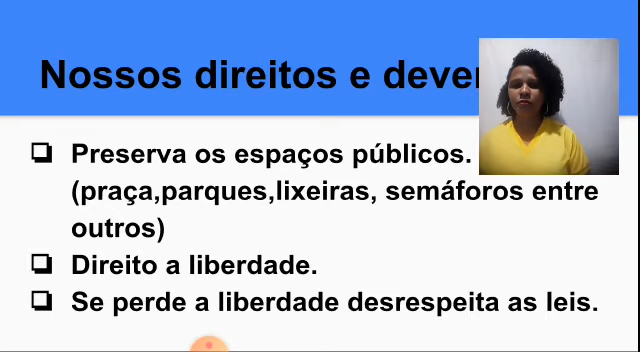 Nossos direitos e dever
Preserva os espaços públicos.
(praça,parques,lixeiras, semáforos entre
outros)
Direito a liberdade.
Se perde a liberdade desrespeita as leis.